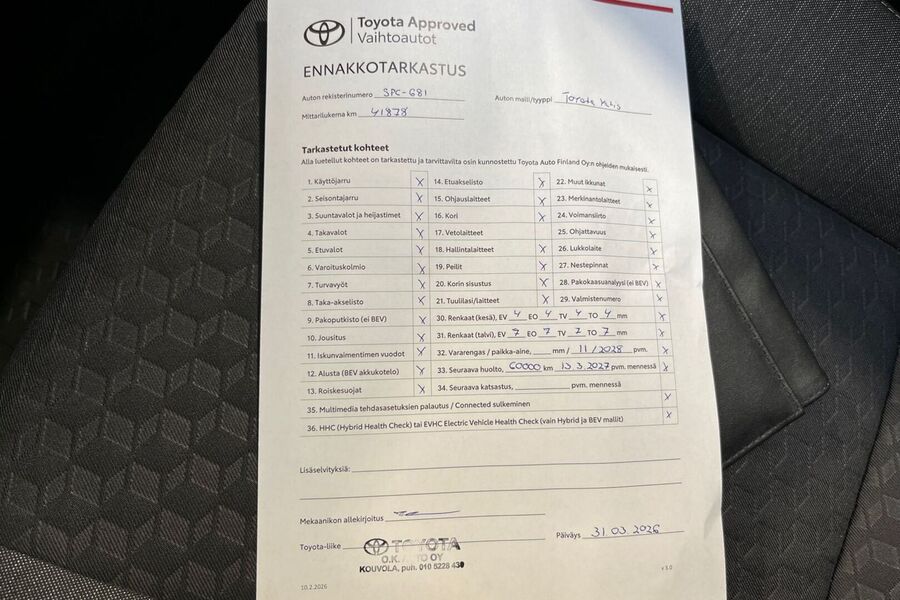 Toyota Approved
Vaihtoautot
ENNAKKOTARKASTUS
Auton rekisterinumero SPC-681 Auton malli/tyyppi Toyota Yaris
Mittarilukema km 41878
Tarkastetut kohteet
Alla luetellut kohteet on tarkastettu ja tarvittavilta osin kunnostettu Toyota Auto Finland Oy:n ohjeiden mukaisesti.
1. Käyttöjarru X 14. Etuakselisto X 22. Muut ikkunat X
2. Seisontajarru X 15. Ohjauslaitteet X 23. Merkinantolaitteet X
3. Suuntavalot ja heijastimet X 16. Kori X 24. Voimansiirto X
4. Takavalot X 17. Vetolaitteet 25. Ohjattavuus X
5. Etuvalot X 18. Hallintalaitteet X 26. Lukkolaite X
6. Varoituskolmio X 19. Peilit X 27. Nestepinnat X
7. Turvavyöt X 20. Korin sisustus X 28. Pakokaasuanalyysi (ei BEV) X
8. Taka-akselisto X 21. Tuulilasi/laitteet X 29. Valmistenumero X
9. Pakoputkisto (ei BEV) X 30. Renkaat (kesä), EV 4 EO 4 TV 4 TO 4 mm X
10. Jousitus X 31. Renkaat (talvi), EV 7 EO 7 TV 7 TO 7 mm X
11. Iskunvaimentimien vuodot X 32. Vararengas / paikka-aine, mm / 11/2028 pvm. X
12. Alusta (BEV akkukotelo) X 33. Seuraava huolto, 60000 km 13.3.2027 pvm. mennessä X
13. Roiskesuojat X 34. Seuraava katsastus, pvm. mennessä
35. Multimedia tehdasasetuksien palautus / Connected sulkeminen X
36. HHC (Hybrid Health Check) tai EVHC Electric Vehicle Health Check (vain Hybrid ja BEV mallit) X
Lisäselvityksiä:
Mekaanikon allekirjoitus
Toyota-liike TOYOTA Päiväys 31 03 2026
O.K. AUTO OY
KOUVOLA, puh. 010 5228 430
10.2.2026 v 3.0